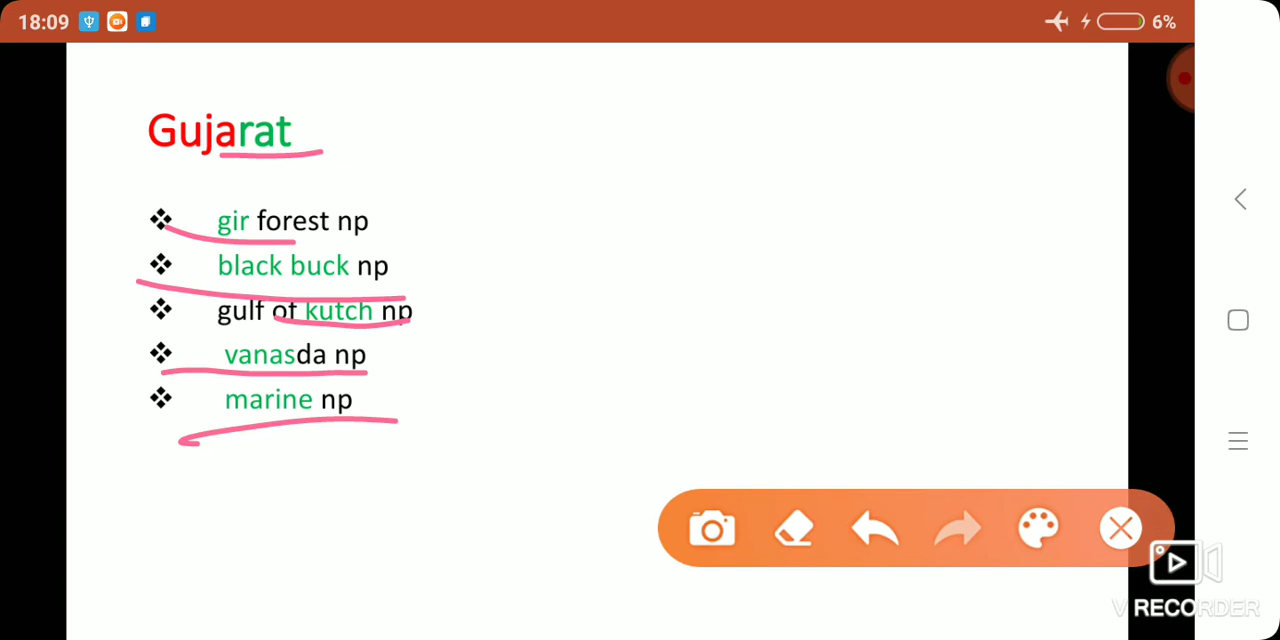 18:09 6%
Gujarat
❖ gir forest np
❖ black buck np
❖ gulf of kutch np
❖ vanasda np
❖ marine np
V RECORDER